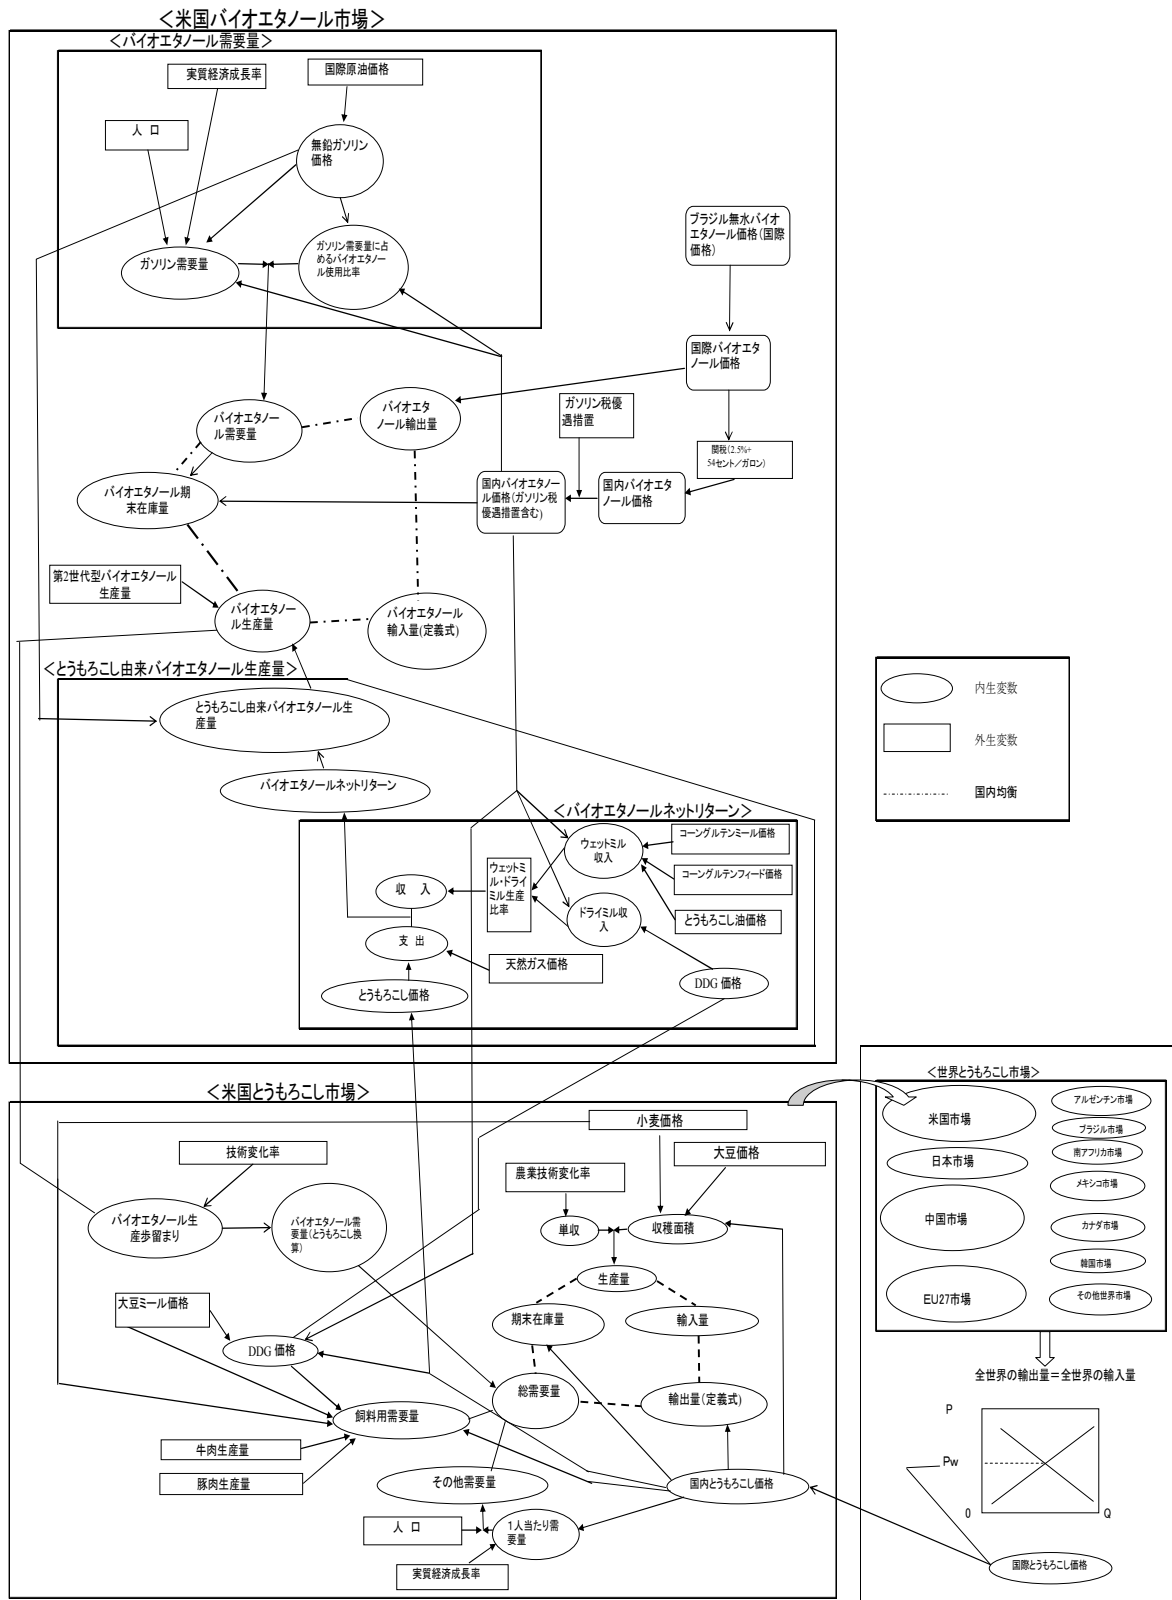 ＜米国バイオエタノール市場＞
＜バイオエタノール需要量＞
実質経済成長率
国際原油価格
人　口
無鉛ガソリン
価格
ガソリン需要量
ガソリン需要量に占
めるバイオエタノー
ル使用比率
ブラジル無水バイオ
エタノール価格（国際
価格）
国際バイオエタ
ノール価格
バイオエタノー
ル需要量
バイオエタ
ノール輸出量
ガソリン税優
遇措置
関税（2.5%+
54セント／ガロン）
バイオエタノール期
末在庫量
国内バイオエタノー
ル価格（ガソリン税
優遇措置含む）
国内バイオエタ
ノール価格
第2世代型バイオエタノール
生産量
バイオエタノー
ル生産量
バイオエタノール
輸入量(定義式)
＜とうもろこし由来バイオエタノール生産量＞
とうもろこし由来バイオエタノール生
産量
バイオエタノールネットリターン
＜バイオエタノールネットリターン＞
ウェットミル
収入
コーングルテンミール価格
コーングルテンフィード価格
とうもろこし油価格
ウェットミ
ル・ドライ
ミル生産
比率
収　入
ドライミル収
入
支　出
天然ガス価格
とうもろこし価格
DDG 価格
内生変数
外生変数
国内均衡
＜米国とうもろこし市場＞
小麦価格
技術変化率
大豆価格
農業技術変化率
バイオエタノール生
産歩留まり
バイオエタノール需
要量（とうもろこし換
算）
単収
収穫面積
生産量
大豆ミール価格
期末在庫量
輸入量
DDG 価格
総需要量
輸出量（定義式）
飼料用需要量
牛肉生産量
豚肉生産量
その他需要量
国内とうもろこし価格
人　口
1人当たり需
要量
実質経済成長率
＜世界とうもろこし市場＞
米国市場
アルゼンチン市場
ブラジル市場
日本市場
南アフリカ市場
メキシコ市場
中国市場
カナダ市場
韓国市場
EU27市場
その他世界市場
全世界の輸出量＝全世界の輸入量
P
Pw
0
Q
国際とうもろこし価格